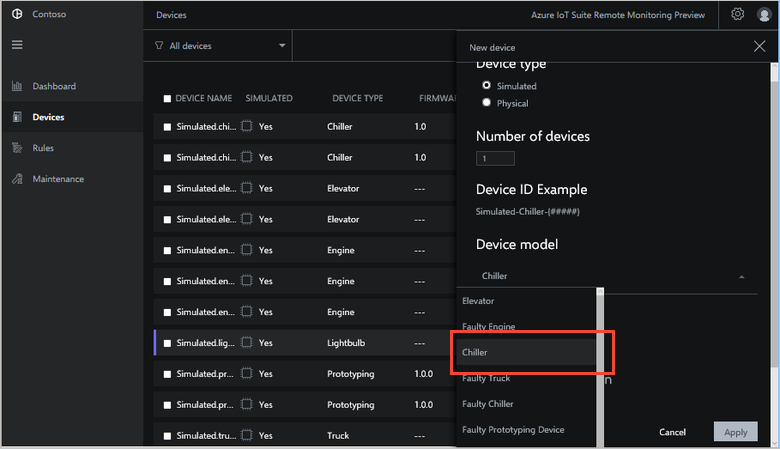 Contoso
Devices
Azure IoT Suite Remote Monitoring Preview
All devices
New device
Dashboard
Devices
Rules
Maintenance
DEVICE NAME SIMULATED DEVICE TYPE FIRMWA
Simulated.chi... Yes Chiller 1.0
Simulated.chi... Yes Chiller 1.0
Simulated.ele... Yes Elevator ---
Simulated.ele... Yes Elevator ---
Simulated.en... Yes Engine ---
Simulated.en... Yes Engine ---
Simulated.en... Yes Engine ---
Simulated.lig... Yes Lightbulb ---
Simulated.pr... Yes Prototyping 1.0.0
Simulated.pr... Yes Prototyping 1.0.0
Simulated.tru... Yes Truck ---
Device type
Simulated
Physical
Number of devices
1
Device ID Example
Simulated-Chiller-{#####}
Device model
Chiller
Elevator
Faulty Engine
Chiller
Faulty Truck
n
Faulty Chiller
Faulty Prototyping Device
Cancel Apply